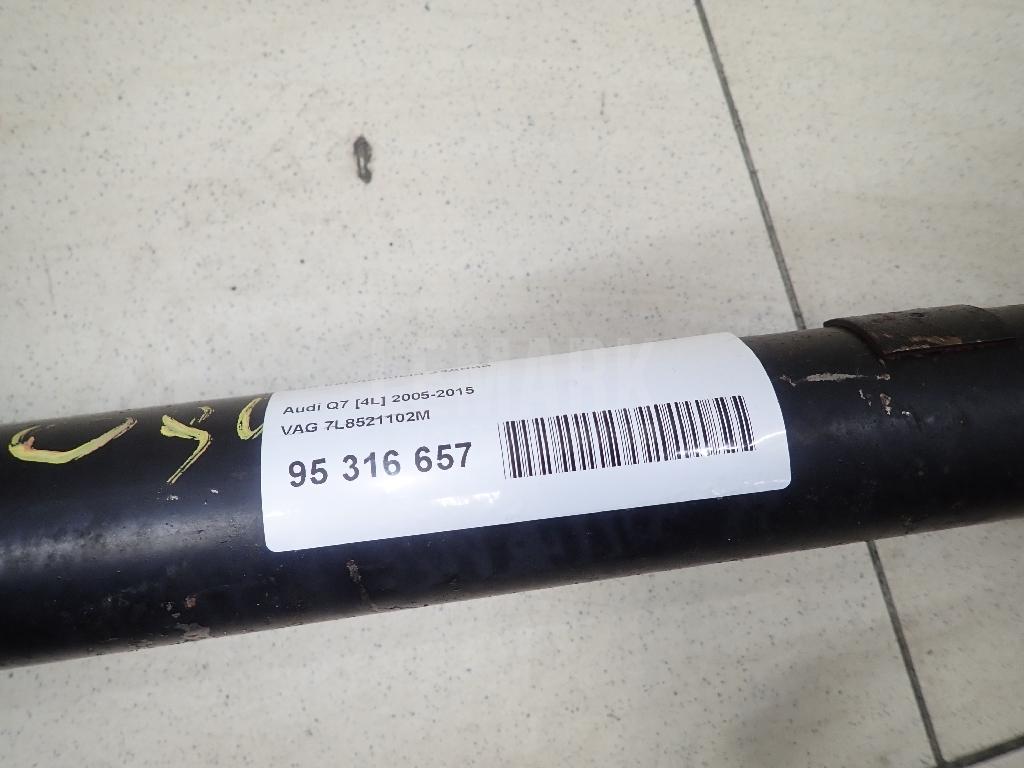 Audi Q7 [4L] 2005-2015
VAG 7L8521102M
95 316 657